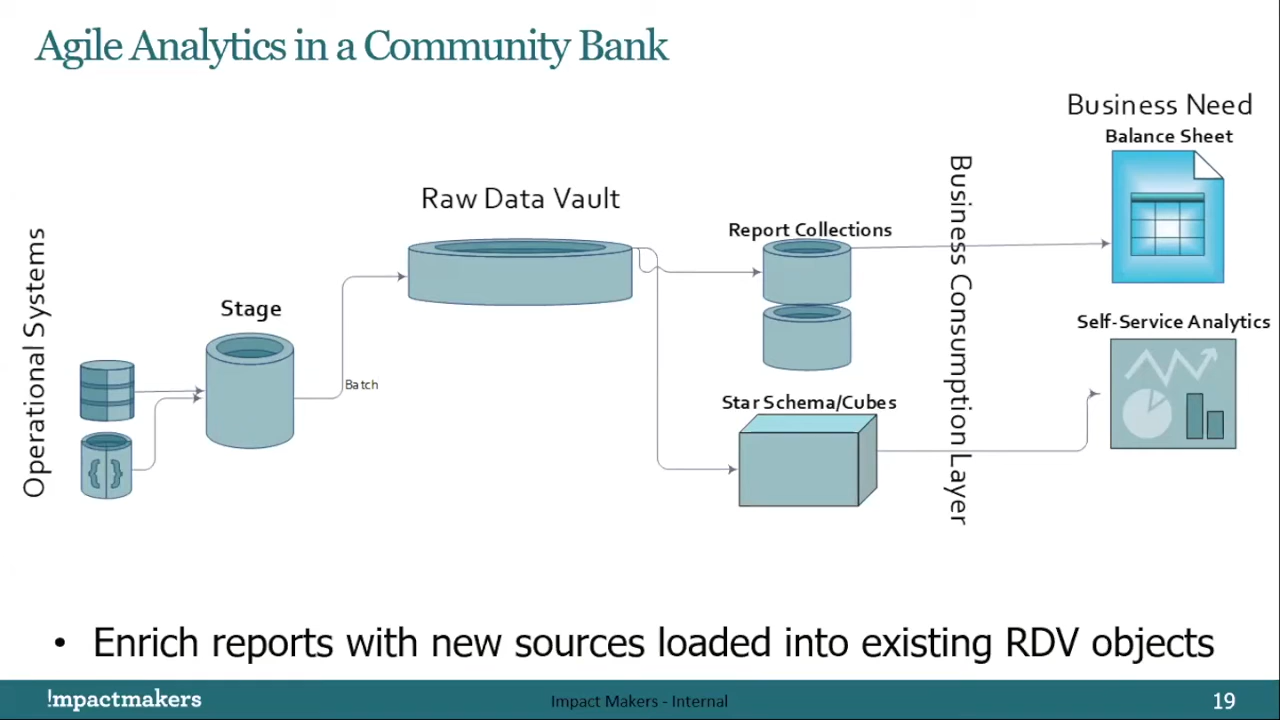 Agile Analytics in a Community Bank
Business Need
Balance Sheet
Raw Data Vault
Report Collections
Operational Systems
Stage
Batch
Business Consumption Layer
Self-Service Analytics
Star Schema/Cubes
{ }
• Enrich reports with new sources loaded into existing RDV objects
!mpactmakers
Impact Makers - Internal
19